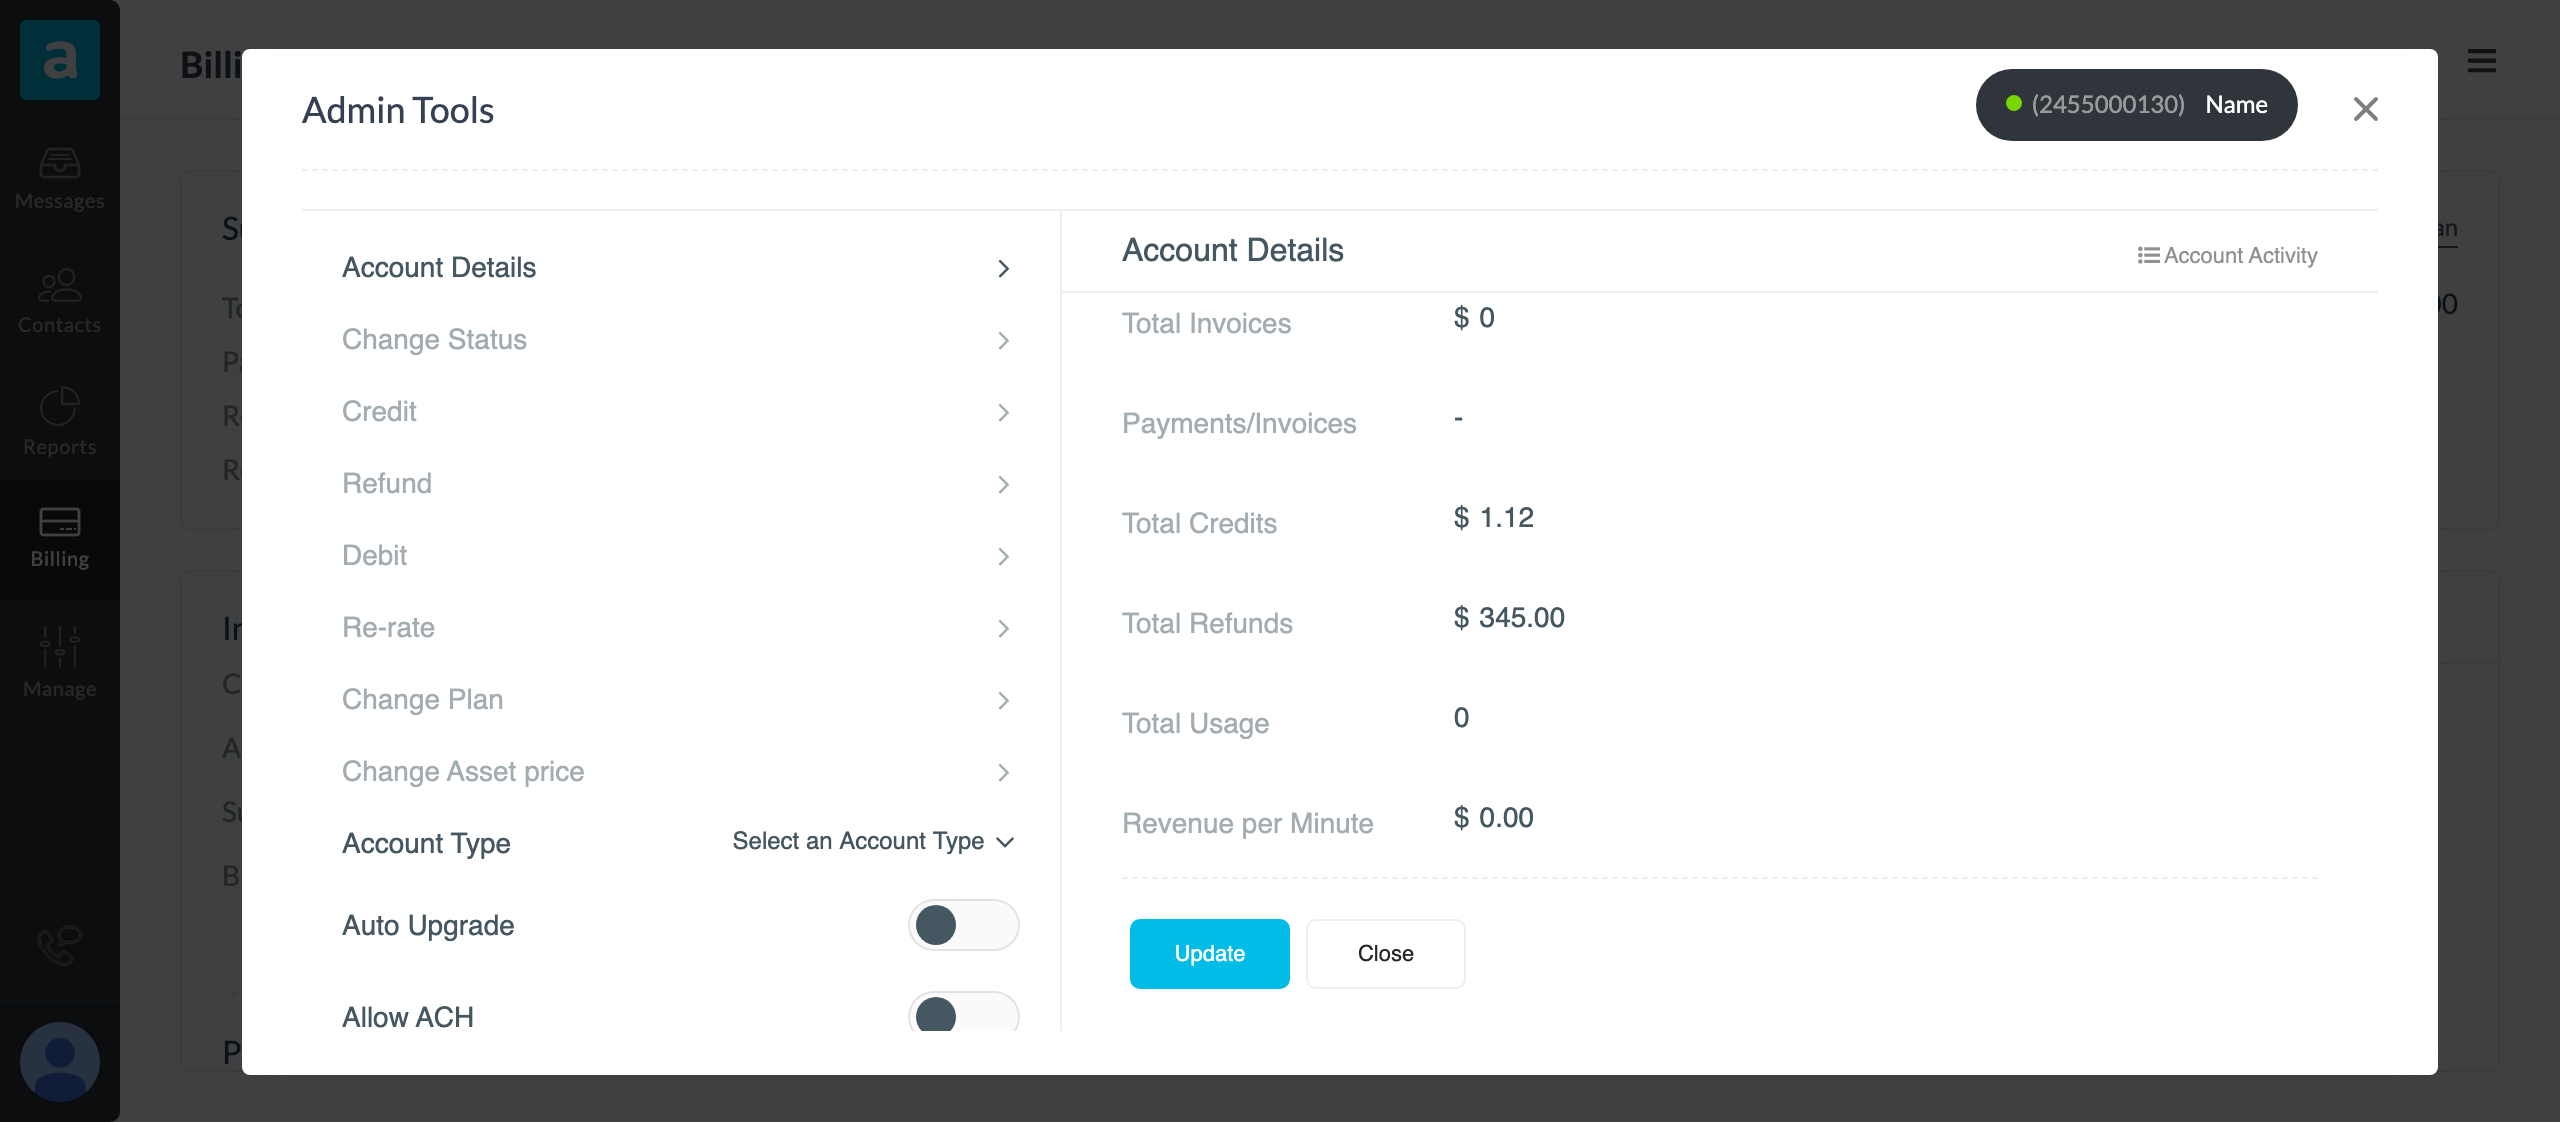 a
Messages
Contacts
Reports
Billing
Manage
Admin Tools
(2455000130) Name
Account Details
Change Status
Credit
Refund
Debit
Re-rate
Change Plan
Change Asset price
Account Type
Select an Account Type
Auto Upgrade
Allow ACH
Account Details
Account Activity
Total Invoices
$ 0
Payments/Invoices
-
Total Credits
$ 1.12
Total Refunds
$ 345.00
Total Usage
0
Revenue per Minute
$ 0.00
Update
Close